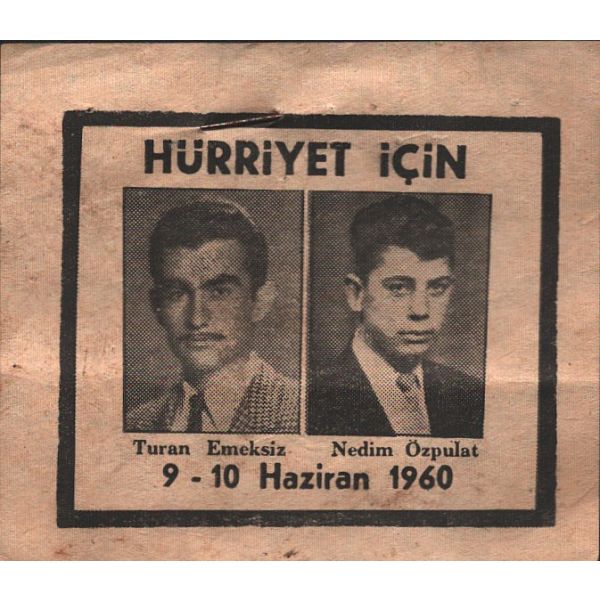 HÜRRİYET İÇİN
Turan Emeksiz Nedim Özpulat
9 - 10 Haziran 1960